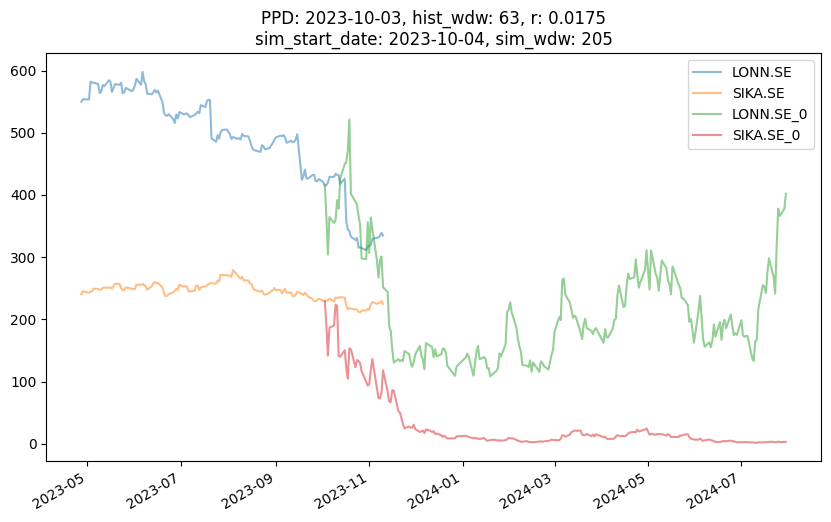 PPD: 2023-10-03, hist_wdw: 63, r: 0.0175
sim_start_date: 2023-10-04, sim_wdw: 205
LONN.SE
SIKA.SE
LONN.SE_0
SIKA.SE_0
600
500
400
300
200
100
0
2023-05
2023-07
2023-09
2023-11
2024-01
2024-03
2024-05
2024-07